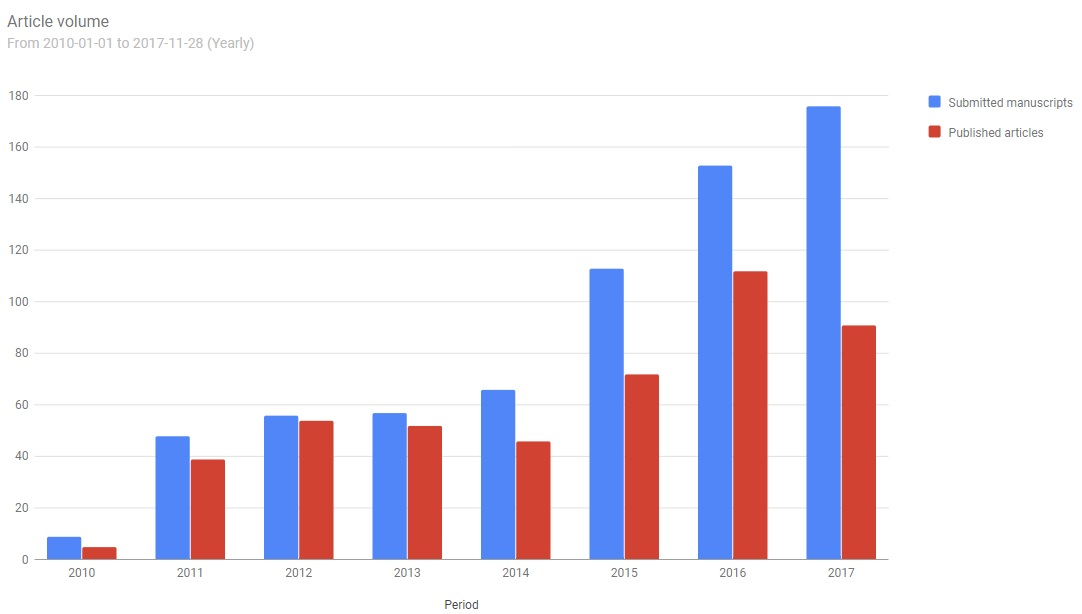 Article volume
From 2010-01-01 to 2017-11-28 (Yearly)
180
160
140
120
100
80
60
40
20
0
2010 2011 2012 2013 2014 2015 2016 2017
Period
Submitted manuscripts
Published articles